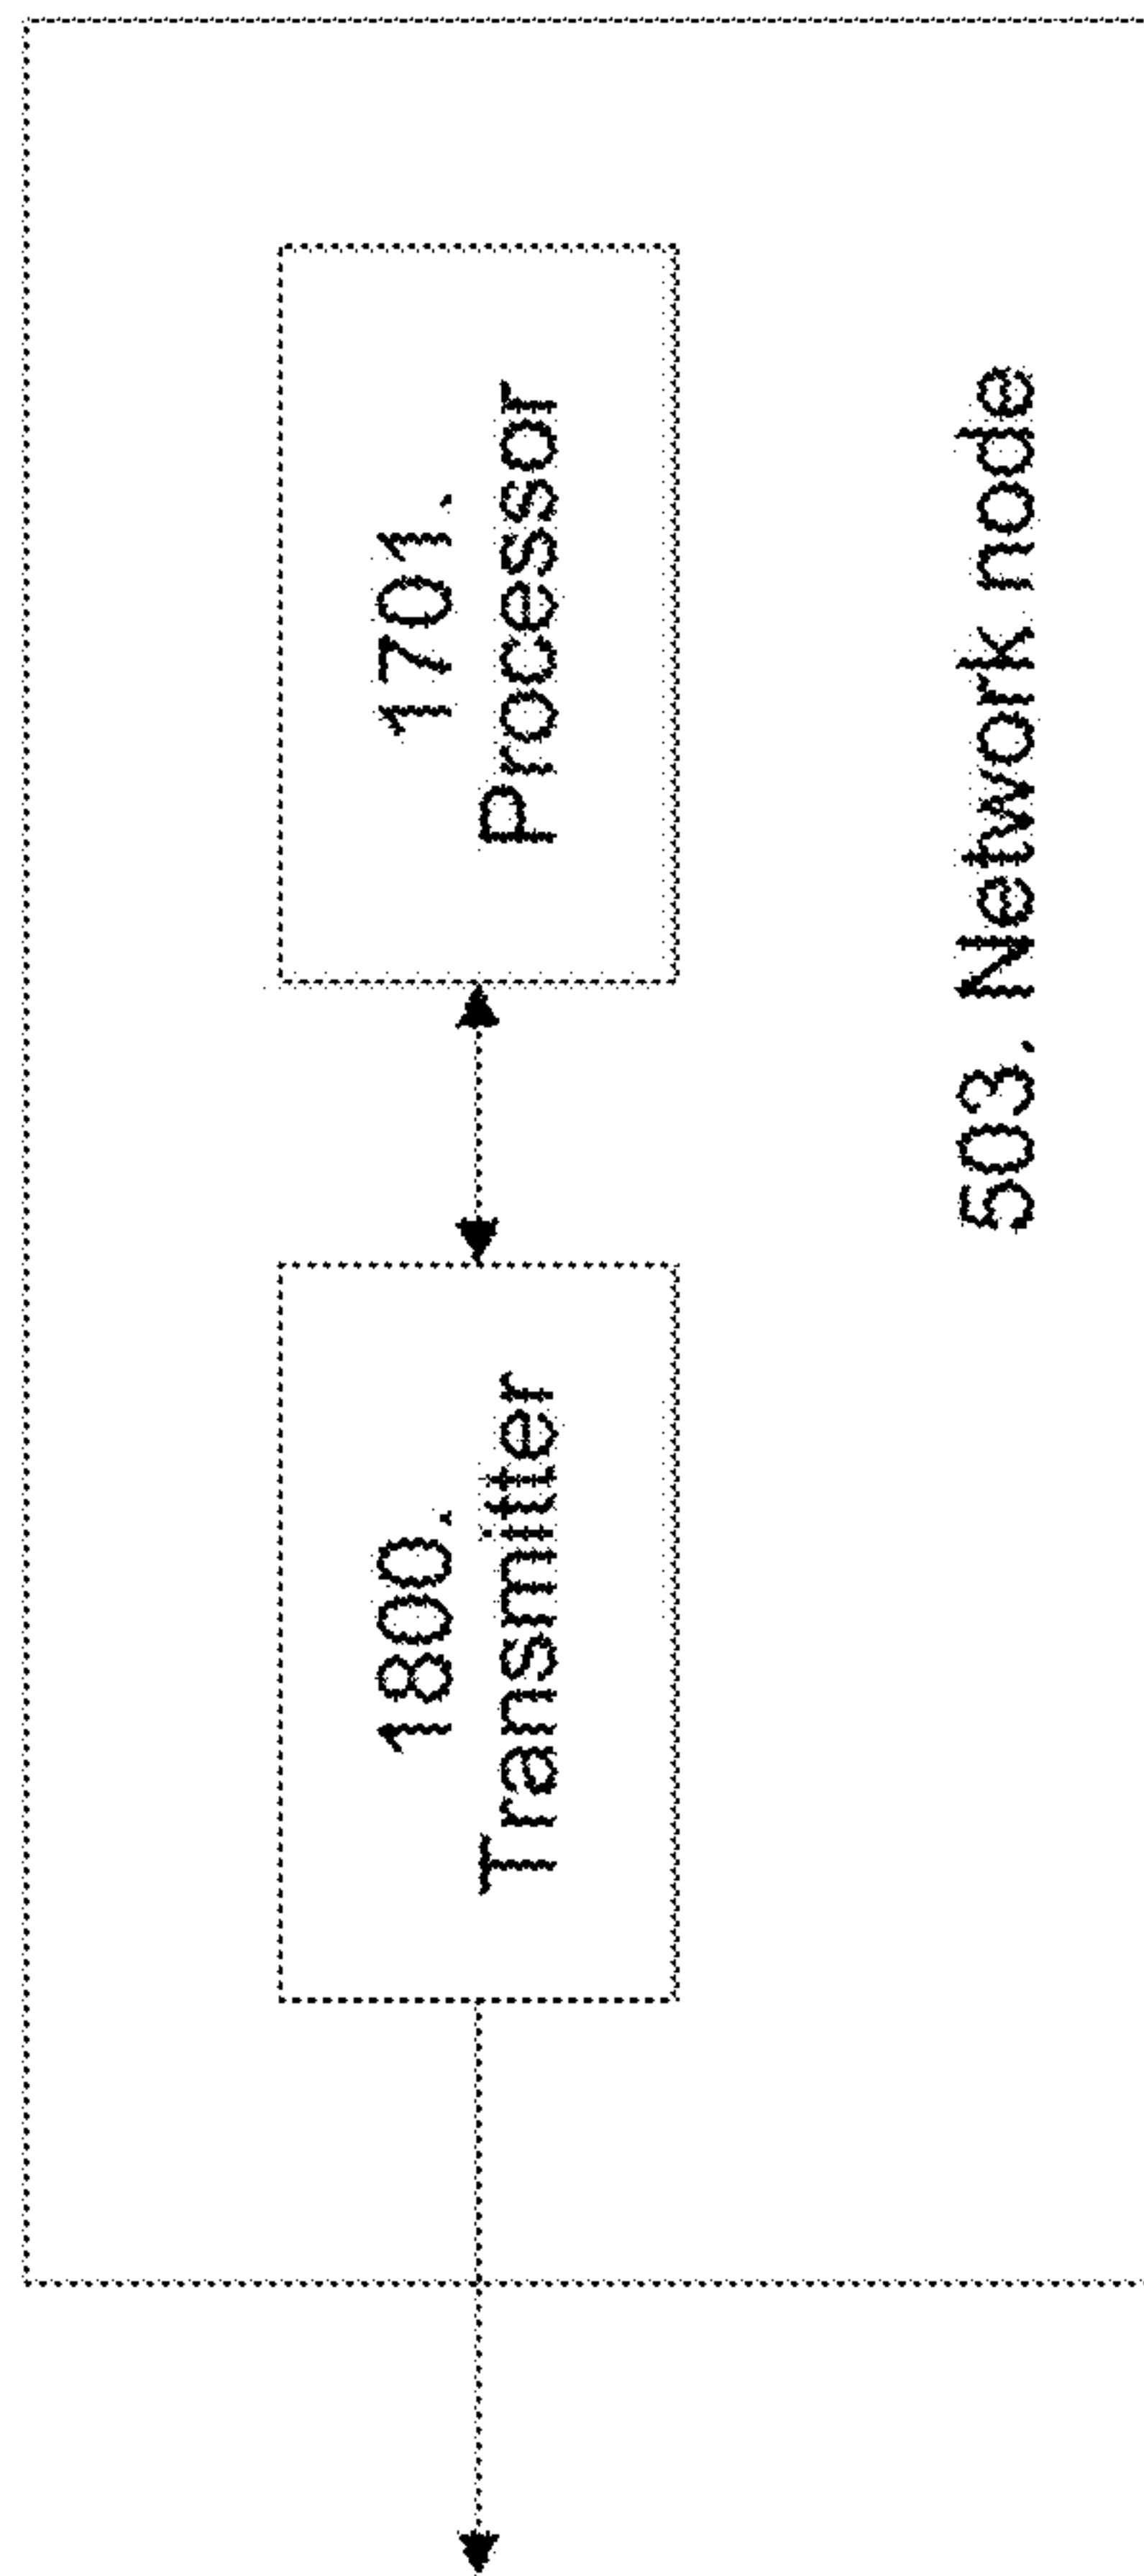 1800.
Transmitter
1701.
Processor
503. Network node